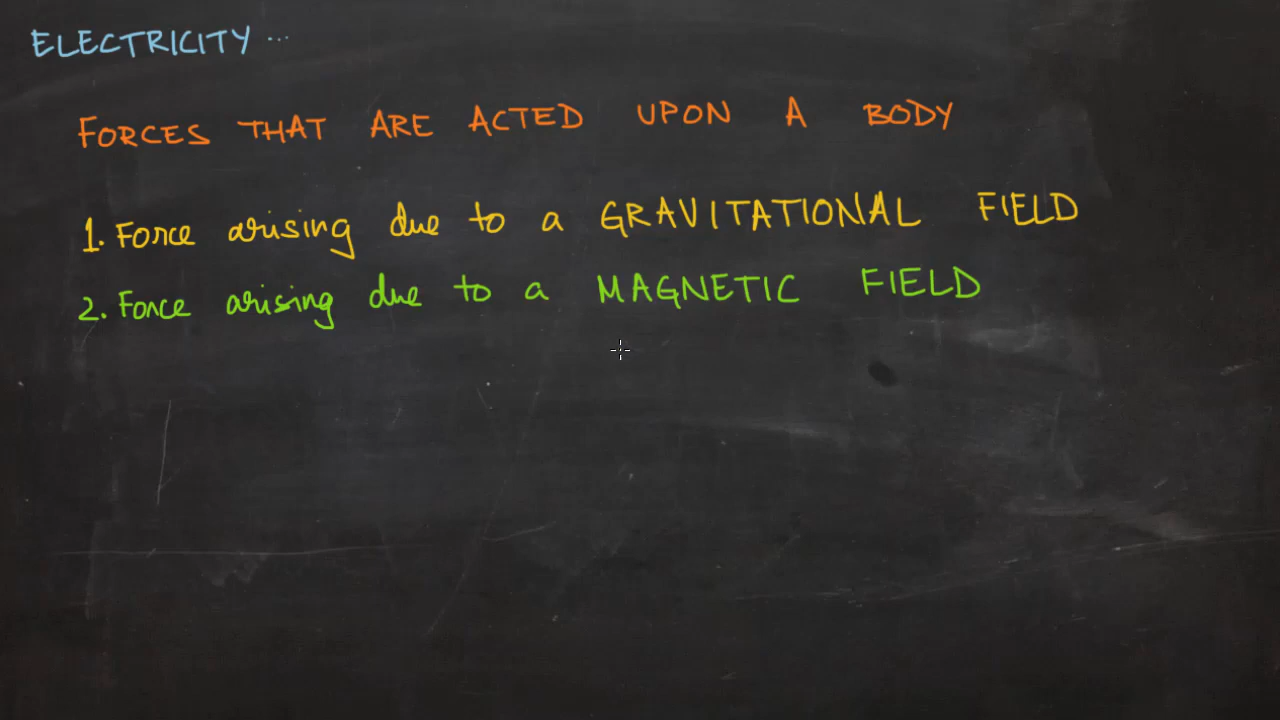 ELECTRICITY ...
FORCES THAT ARE ACTED UPON A BODY
1. Force arising due to a GRAVITATIONAL FIELD
2. Force arising due to a MAGNETIC FIELD